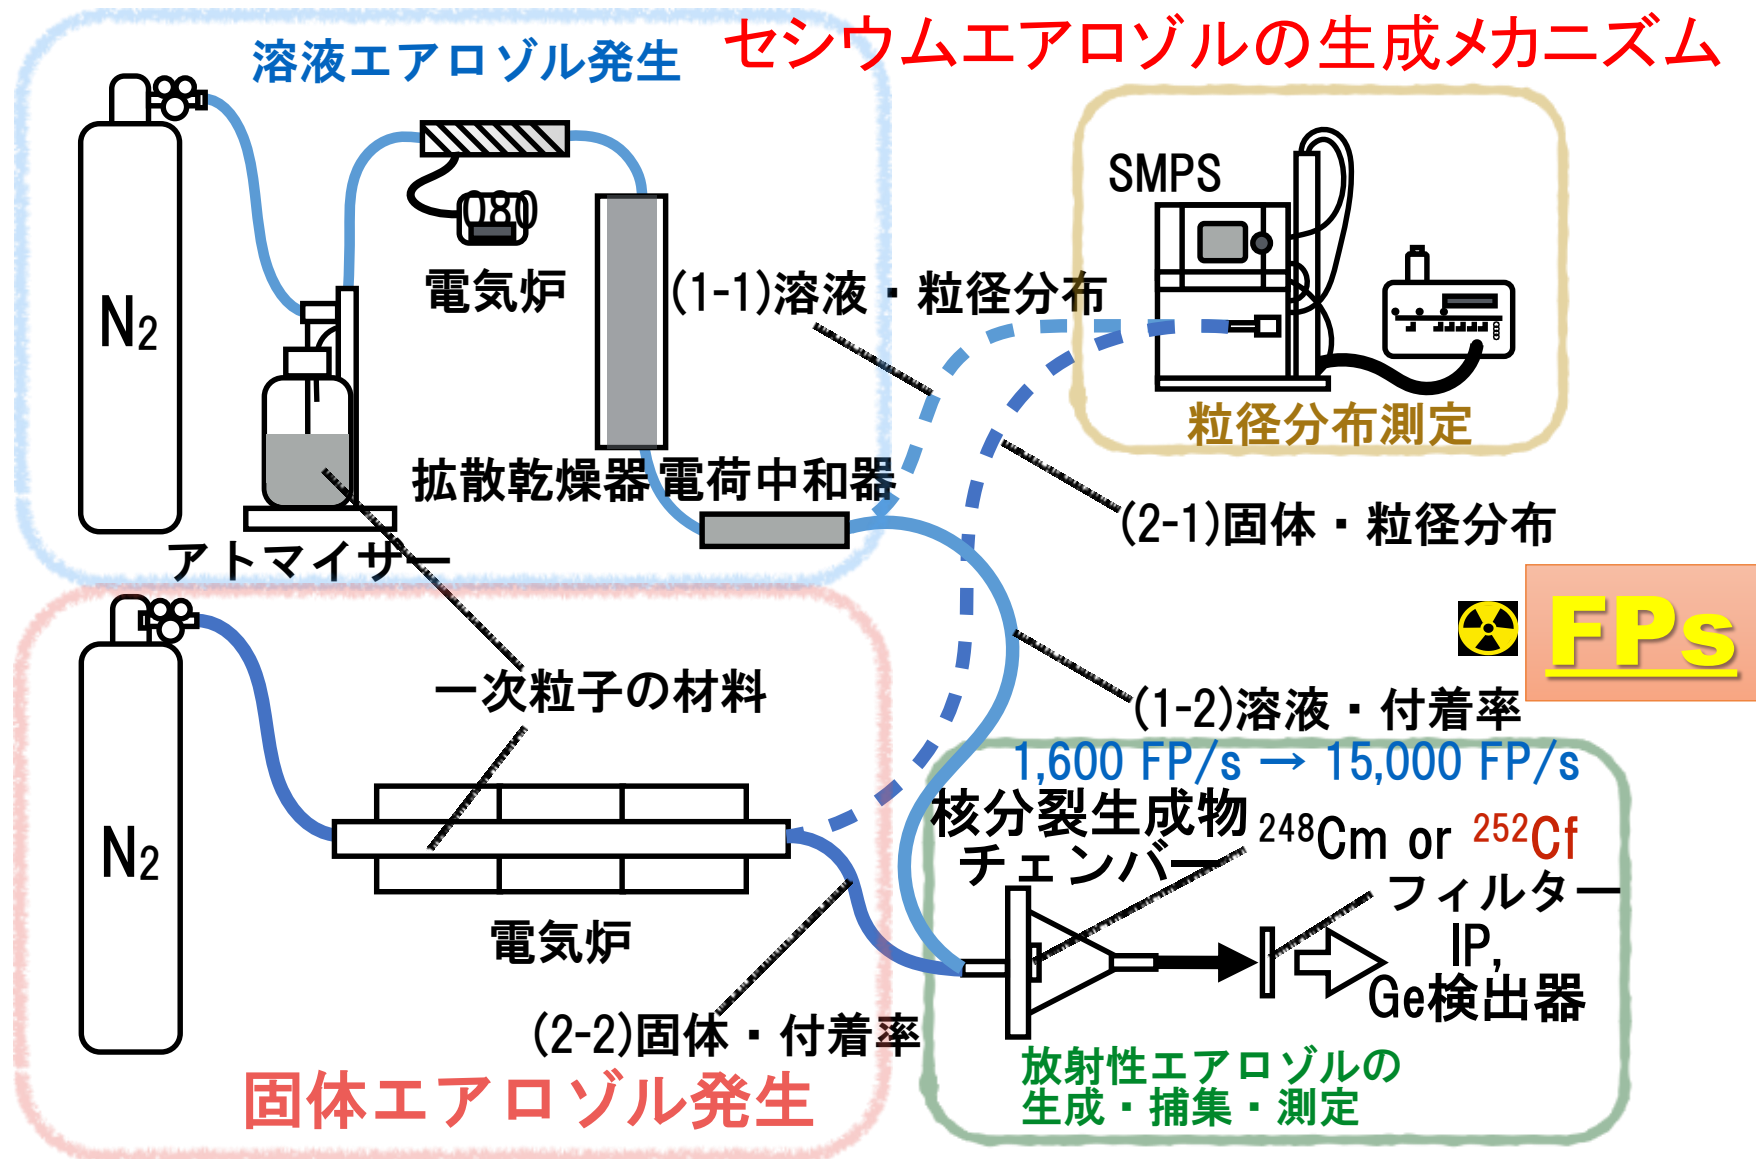 セシウムエアロゾルの生成メカニズム
溶液エアロゾル発生
N2
電気炉
拡散乾燥器
電荷中和器
アトマイザー
(1-1)溶液・粒径分布
SMPS
粒径分布測定
(2-1)固体・粒径分布
FPs
N2
一次粒子の材料
電気炉
(2-2)固体・付着率
固体エアロゾル発生
(1-2)溶液・付着率
1,600 FP/s → 15,000 FP/s
核分裂生成物
チェンバー
248Cm or 252Cf
フィルター
IP,
Ge検出器
放射性エアロゾルの
生成・捕集・測定